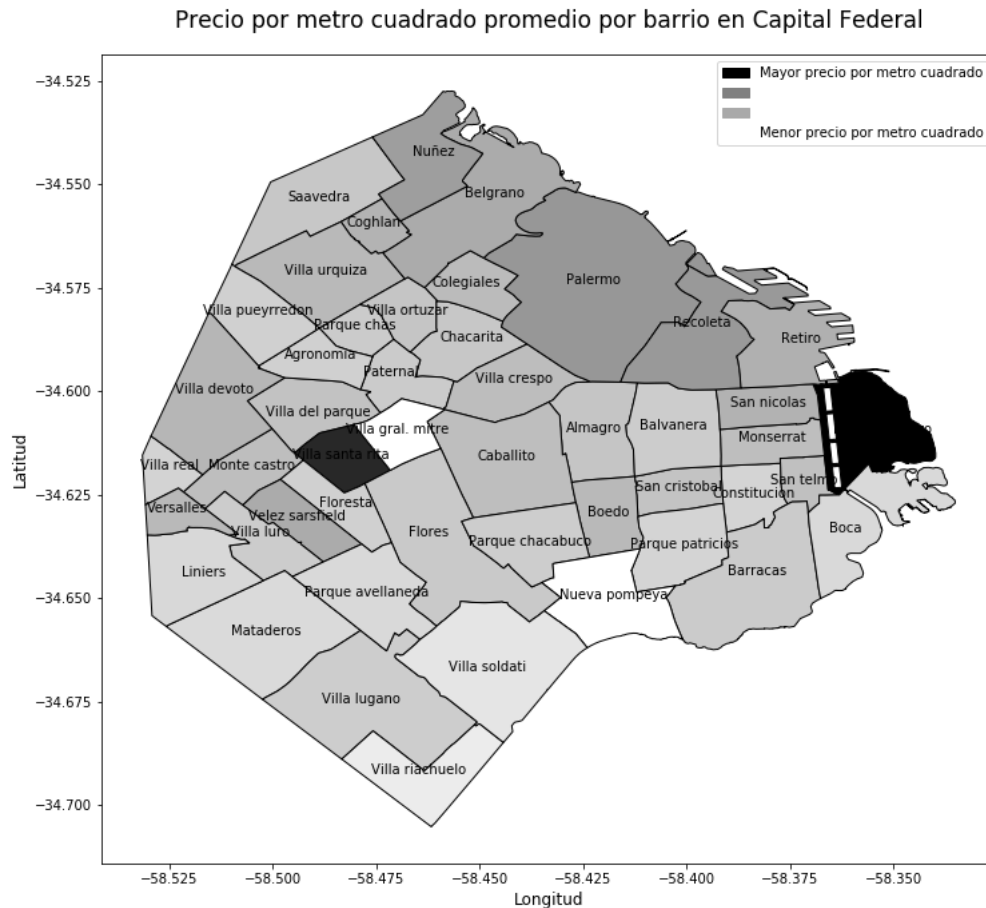 Precio por metro cuadrado promedio por barrio en Capital Federal
Mayor precio por metro cuadrado
Menor precio por metro cuadrado
Latitud
−34.525
−34.550
−34.575
−34.600
−34.625
−34.650
−34.675
−34.700
Nuñez
Saavedra
Belgrano
Coghlan
Villa urquiza
Colegiales
Palermo
Villa pueyrredon
Villa ortuzar
Parque chas
Chacarita
Recoleta
Retiro
Agronomia
Paternal
Villa crespo
Villa devoto
San nicolas
Villa del parque
Villa gral. mitre
Almagro
Balvanera
Monserrat
Villa santa rita
Caballito
Villa real
Monte castro
San telmo
San cristobal
Constitucion
Versalles
Floresta
Velez sarsfield
Boedo
Villa luro
Flores
Boca
Parque chacabuco
Parque patricios
Liniers
Barracas
Parque avellaneda
Nueva pompeya
Mataderos
Villa soldati
Villa lugano
Villa riachuelo
−58.525
−58.500
−58.475
−58.450
−58.425
−58.400
−58.375
−58.350
Longitud